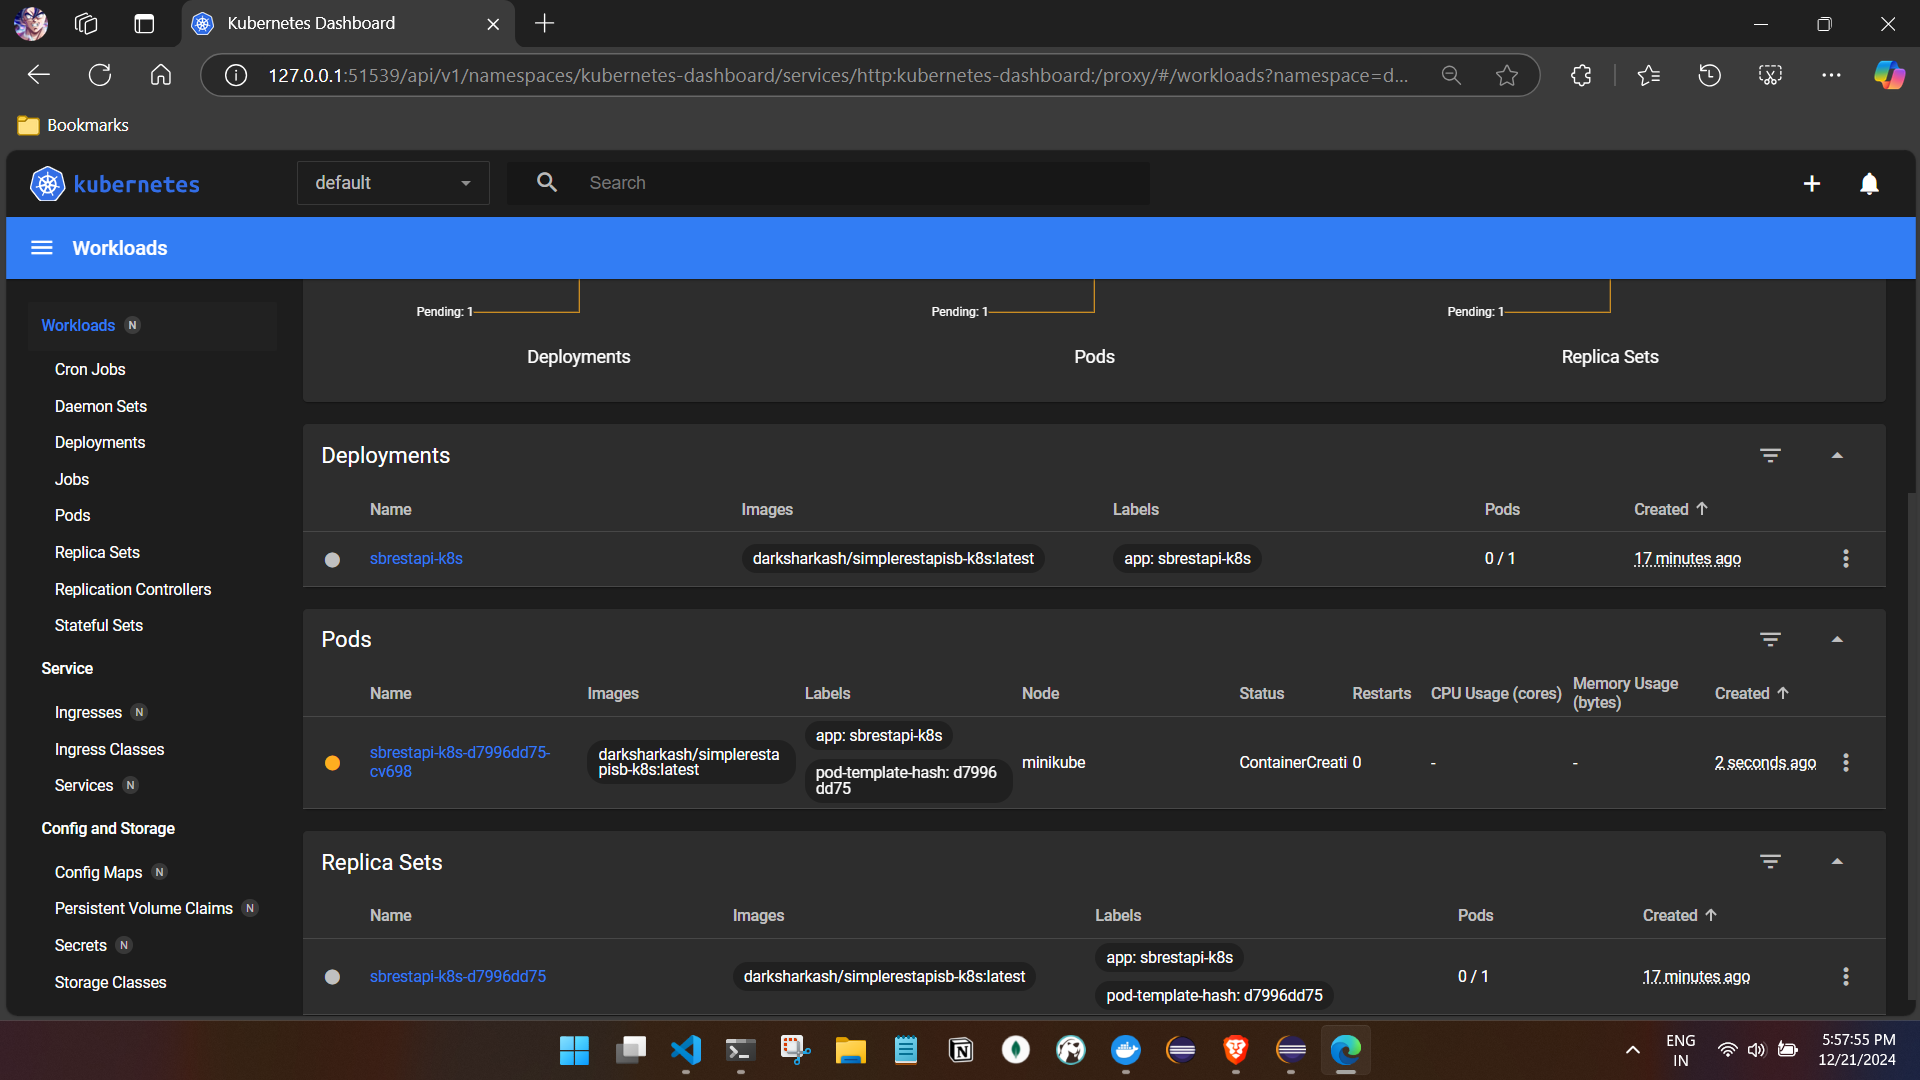 Kubernetes Dashboard
127.0.0.1:51539/api/v1/namespaces/kubernetes-dashboard/services/http:kubernetes-dashboard:/proxy/#/workloads?namespace=d...
Bookmarks
kubernetes
default
Search
Workloads
Workloads N
Cron Jobs
Daemon Sets
Deployments
Jobs
Pods
Replica Sets
Replication Controllers
Stateful Sets
Service
Ingresses N
Ingress Classes
Services N
Config and Storage
Config Maps N
Persistent Volume Claims N
Secrets N
Storage Classes
Pending: 1
Pending: 1
Pending: 1
Deployments
Pods
Replica Sets
Deployments
Name Images Labels Pods Created
sbrestapi-k8s darksharkash/simplerestapisb-k8s:latest app: sbrestapi-k8s 0 / 1 17 minutes ago
Pods
Name Images Labels Node Status Restarts CPU Usage (cores) Memory Usage
(bytes) Created
sbrestapi-k8s-d7996dd75-
cv698
darksharkash/simpleresta
pisb-k8s:latest
app: sbrestapi-k8s
pod-template-hash: d7996
dd75
minikube ContainerCreati 0 - - 2 seconds ago
Replica Sets
Name Images Labels Pods Created
sbrestapi-k8s-d7996dd75 darksharkash/simplerestapisb-k8s:latest
app: sbrestapi-k8s
pod-template-hash: d7996dd75
0 / 1 17 minutes ago
ENG
IN
5:57:55 PM
12/21/2024